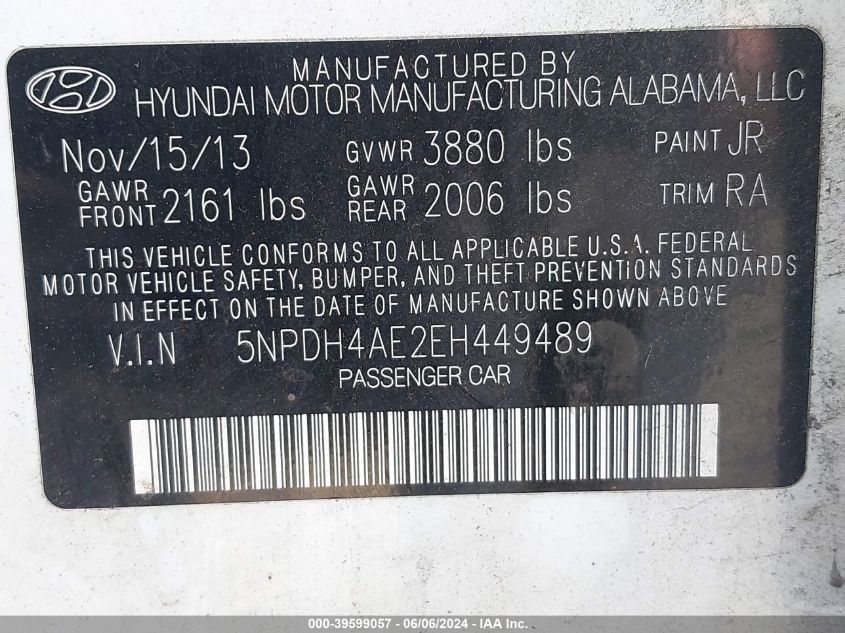 MANUFACTURED BY
HYUNDAI MOTOR MANUFACTURING ALABAMA, LLC
Nov/15/13 GVWR 3880 lbs PAINT JR
GAWR FRONT 2161 lbs GAWR REAR 2006 lbs TRIM RA
THIS VEHICLE CONFORMS TO ALL APPLICABLE U.S.A. FEDERAL
MOTOR VEHICLE SAFETY, BUMPER, AND THEFT PREVENTION STANDARDS
IN EFFECT ON THE DATE OF MANUFACTURE SHOWN ABOVE
V.I.N 5NPDH4AE2EH449489
PASSENGER CAR
000-39599057 - 06/06/2024 - IAA, Inc.